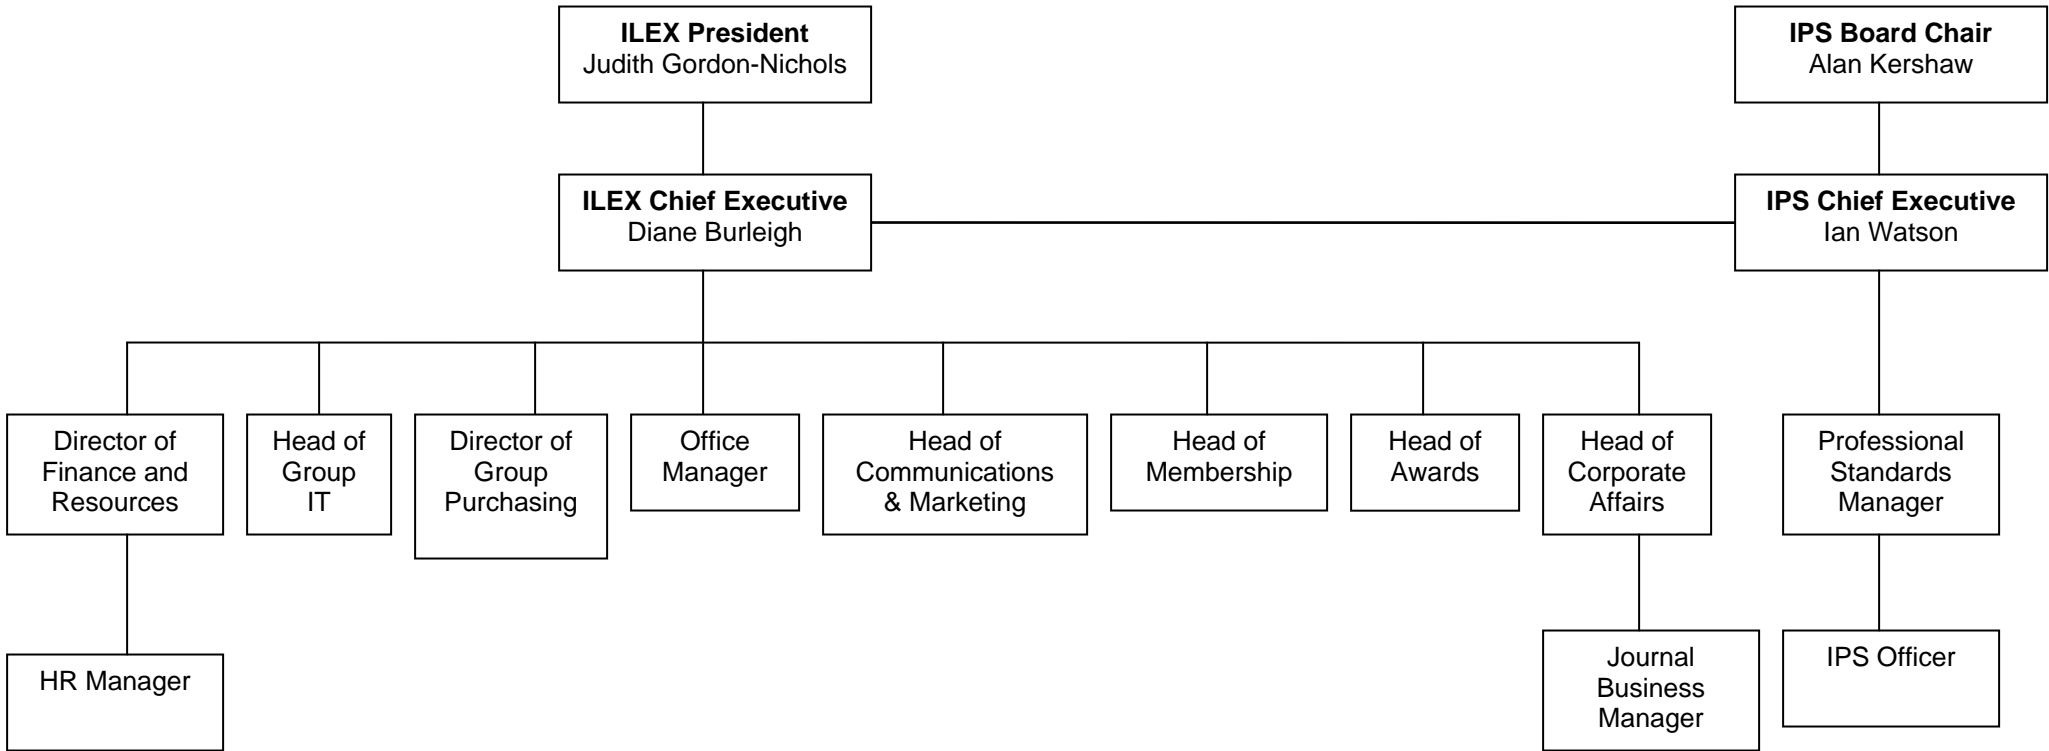 ILEX President
Judith Gordon-Nichols
IPS Board Chair
Alan Kershaw
ILEX Chief Executive
Diane Burleigh
IPS Chief Executive
Ian Watson
Director of
Finance and
Resources
Head of
Group
IT
Director of
Group
Purchasing
Office
Manager
Head of
Communications
& Marketing
Head of
Membership
Head of
Awards
Head of
Corporate
Affairs
Professional
Standards
Manager
HR Manager
Journal
Business
Manager
IPS Officer